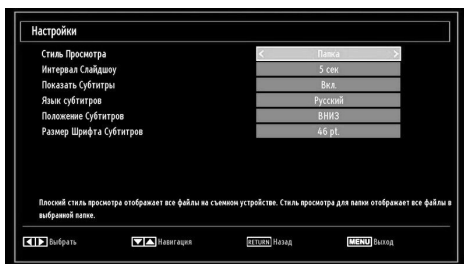 Настройки
Стиль Просмотра Папка
Интервал Слайдшоу 5 сек
Показать Субтитры Вкл.
Язык субтитров Русский
Положение Субтитров ВНИЗ
Размер Шрифта Субтитров 46 pt.
Плоский стиль просмотра отображает все файлы на съемном устройстве. Стиль просмотра для папки отображает все файлы в
выбранной папке.
Выбрать Навигация RETURN Назад MENU Выход